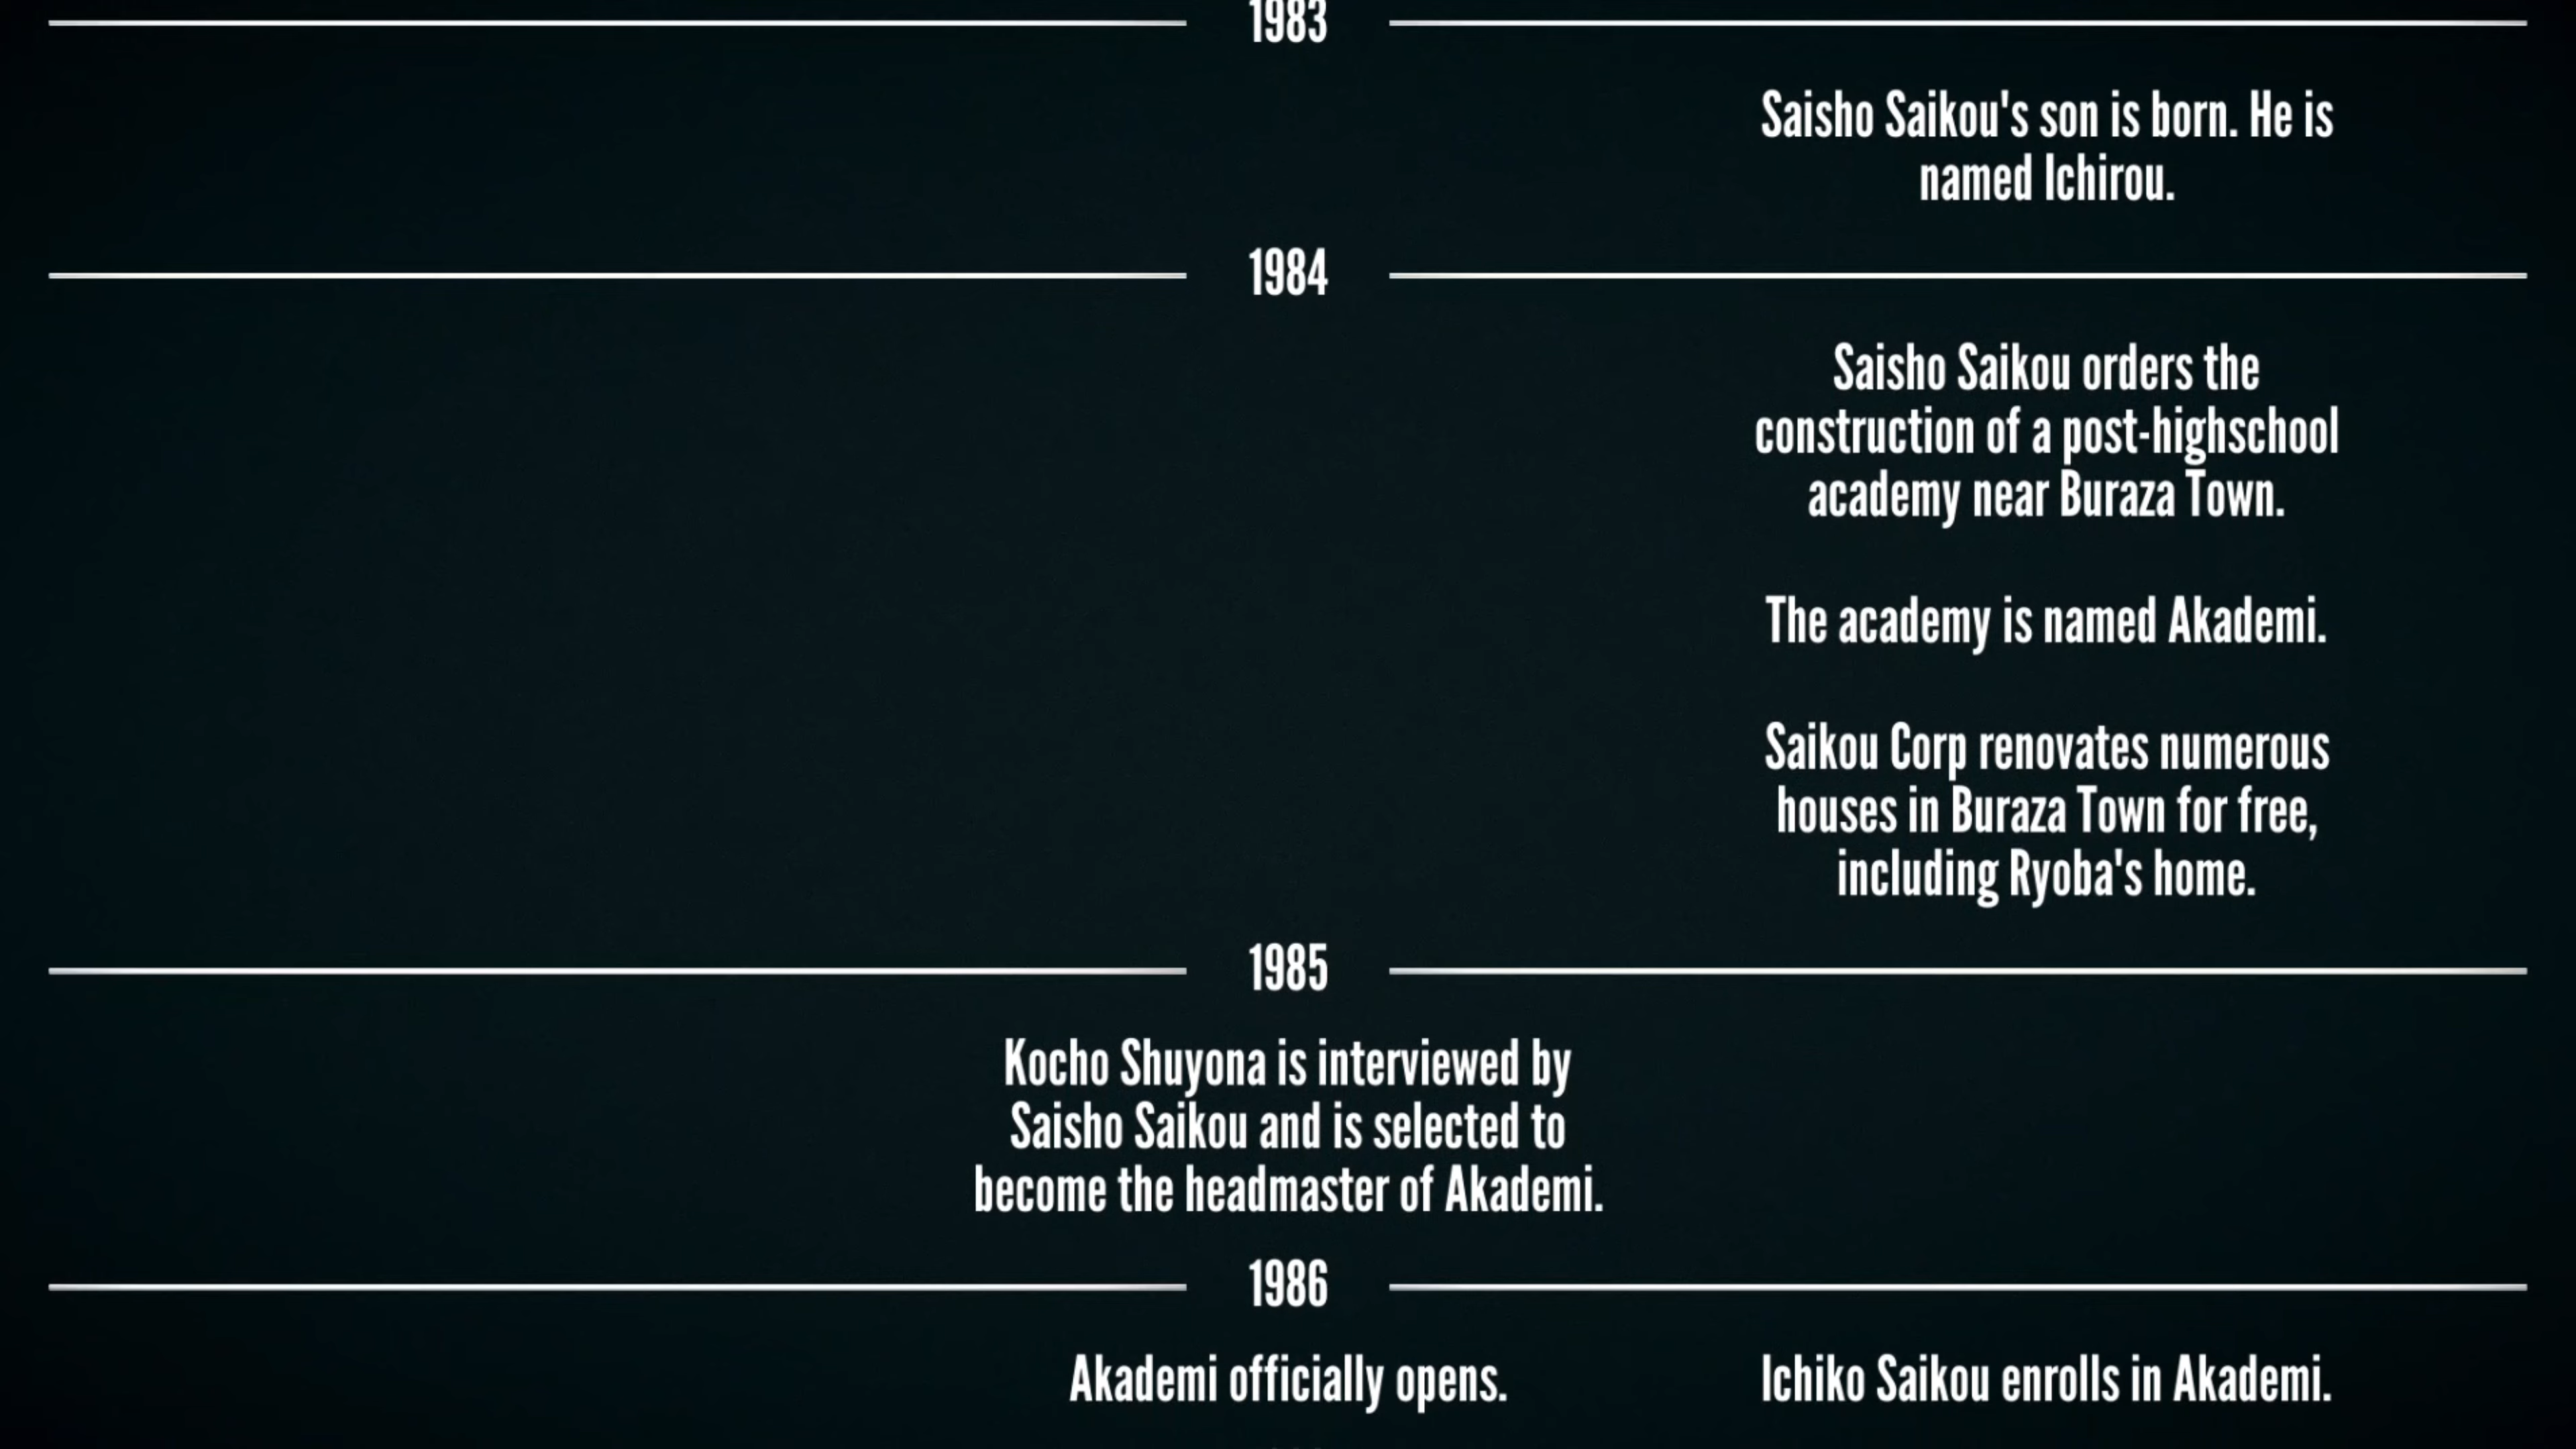 1983
Saisho Saikou's son is born. He is
named Ichirou.
1984
Saisho Saikou orders the
construction of a post-highschool
academy near Buraza Town.
The academy is named Akademi.
Saikou Corp renovates numerous
houses in Buraza Town for free,
including Ryoba's home.
1985
Kocho Shuyona is interviewed by
Saisho Saikou and is selected to
become the headmaster of Akademi.
1986
Akademi officially opens.
Ichiko Saikou enrolls in Akademi.